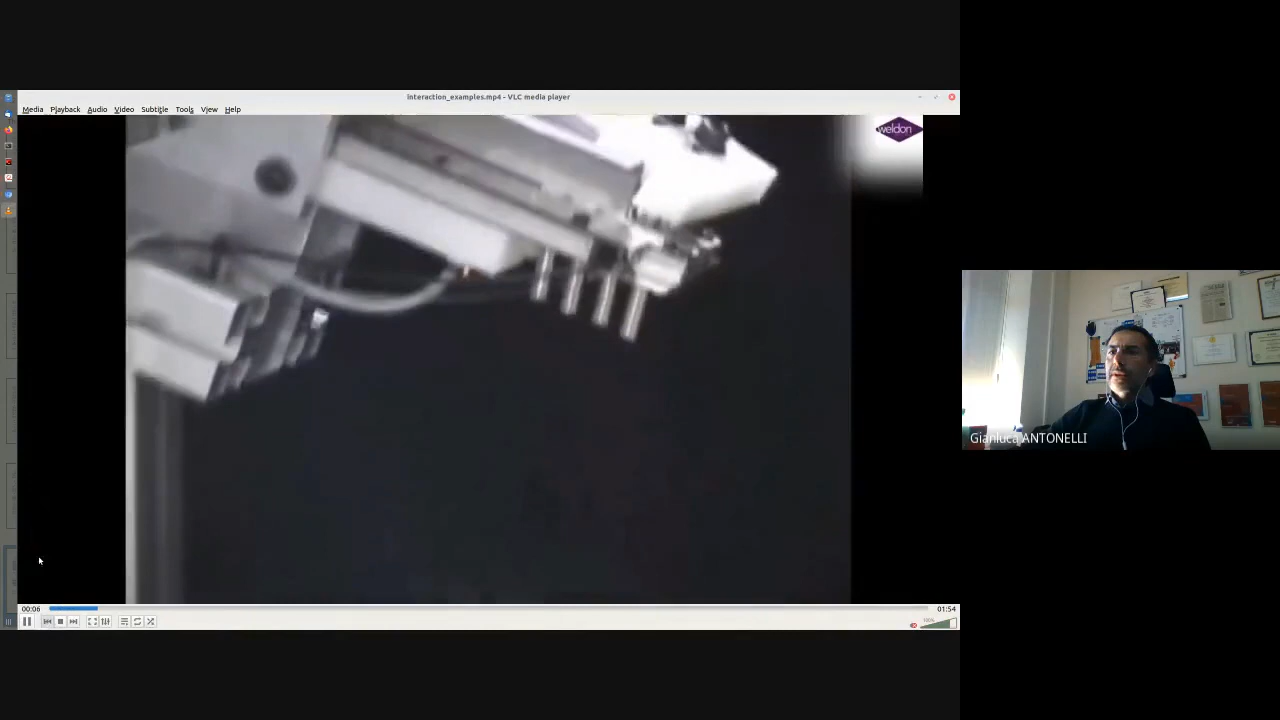 interaction_examples.mp4 - VLC media player
Media Playback Audio Video Subtitle Tools View Help
weldon
Gianluca ANTONELLI
00:06
01:54
100%